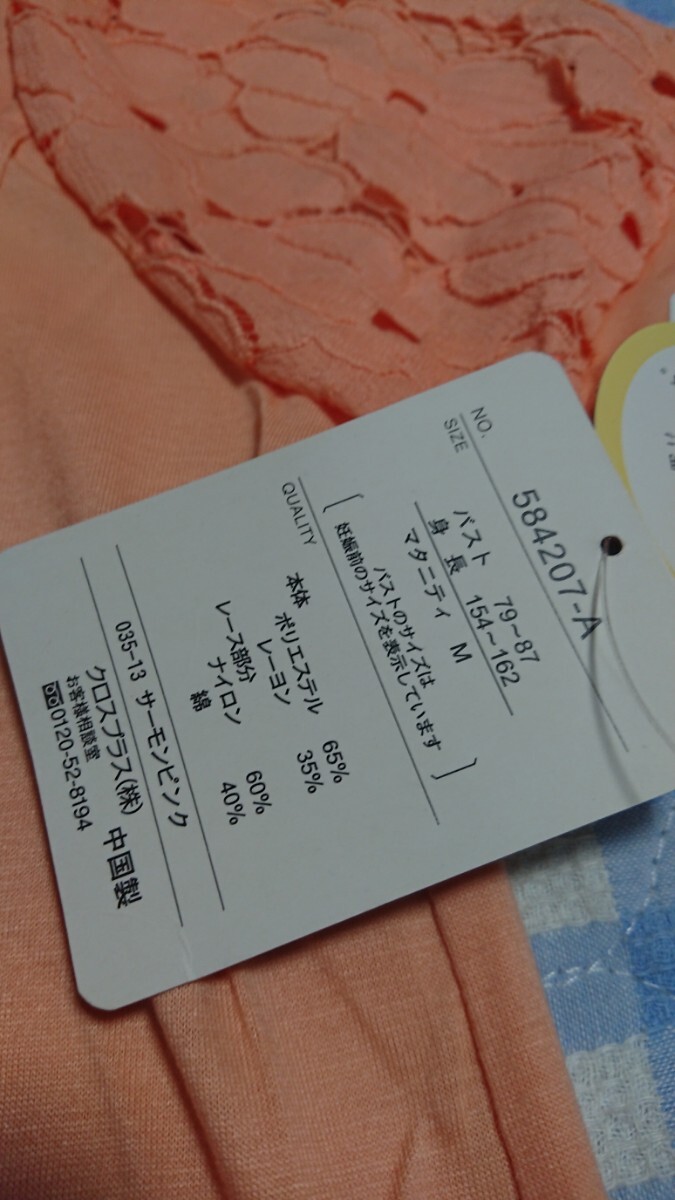 NO. 584207-A
SIZE
バスト 79~87
身長 154~162
マタニティ M
バストのサイズは
妊娠前のサイズを表示しています
QUALITY
本体 ポリエステル 65%
レーヨン 35%
レース部分
ナイロン 60%
綿 40%
035-13 サーモンピンク
クロスプラス(株) 中国製
お客様相談室
0120-52-8194